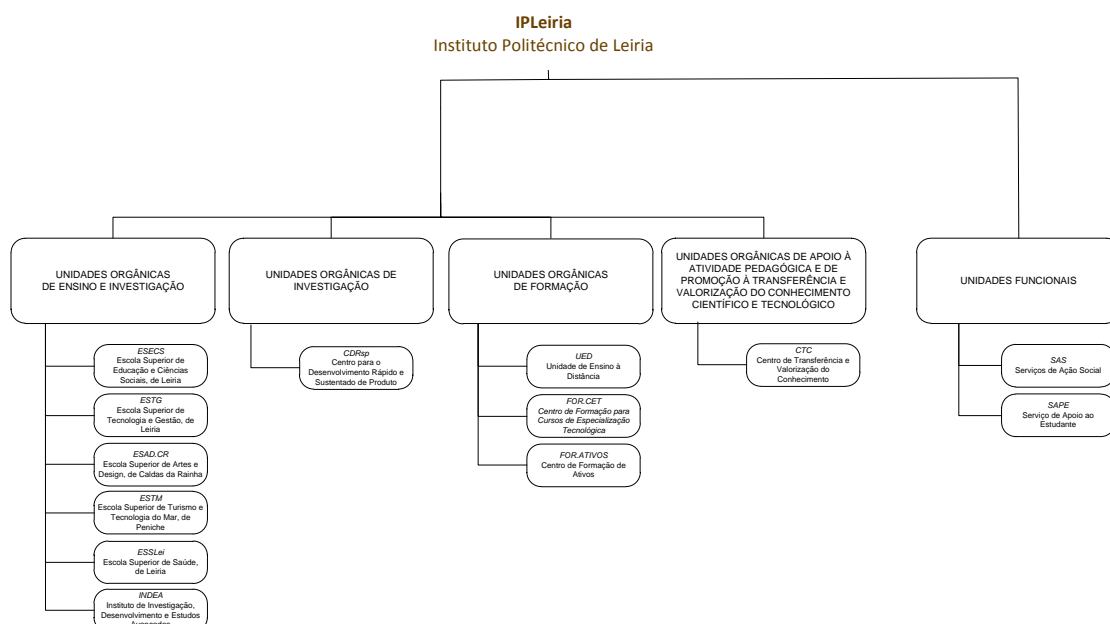 IPLeiria
Instituto Politécnico de Leiria
UNIDADES ORGÂNICAS
DE ENSINO E INVESTIGAÇÃO
UNIDADES ORGÂNICAS DE
INVESTIGAÇÃO
UNIDADES ORGÂNICAS
DE FORMAÇÃO
UNIDADES ORGÂNICAS DE APOIO À
ATIVIDADE PEDAGÓGICA E DE
PROMOÇÃO À TRANSFERÊNCIA E
VALORIZAÇÃO DO CONHECIMENTO
CIENTÍFICO E TECNOLÓGICO
UNIDADES FUNCIONAIS
ESECS
Escola Superior de
Educação e Ciências
Sociais, de Leiria
ESTG
Escola Superior de
Tecnologia e Gestão, de
Leiria
ESAD.CR
Escola Superior de Artes e
Design, de Caldas da Rainha
ESTM
Escola Superior de Turismo e
Tecnologia do Mar, de
Peniche
ESSLei
Escola Superior de Saúde,
de Leiria
INDEA
Instituto de Investigação,
Desenvolvimento e Estudos
CDRsp
Centro para o
Desenvolvimento Rápido e
Sustentado de Produto
UED
Unidade de Ensino à
Distância
FOR.CET
Centro de Formação para
Cursos de Especialização
Tecnológica
FOR.ATIVOS
Centro de Formação de
Ativos
CTC
Centro de Transferência e
Valorização do
Conhecimento
SAS
Serviços de Ação Social
SAPE
Serviço de Apoio ao
Estudante